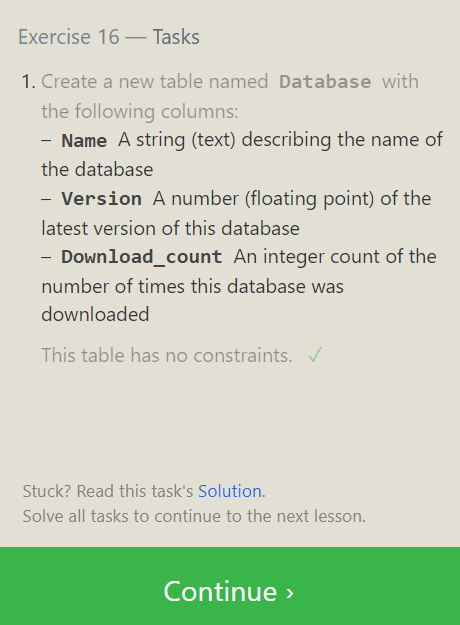 Exercise 16 — Tasks
1. Create a new table named Database with
the following columns:
– Name A string (text) describing the name of
the database
– Version A number (floating point) of the
latest version of this database
– Download_count An integer count of the
number of times this database was
downloaded
This table has no constraints. ✓
Stuck? Read this task's Solution.
Solve all tasks to continue to the next lesson.
Continue ›